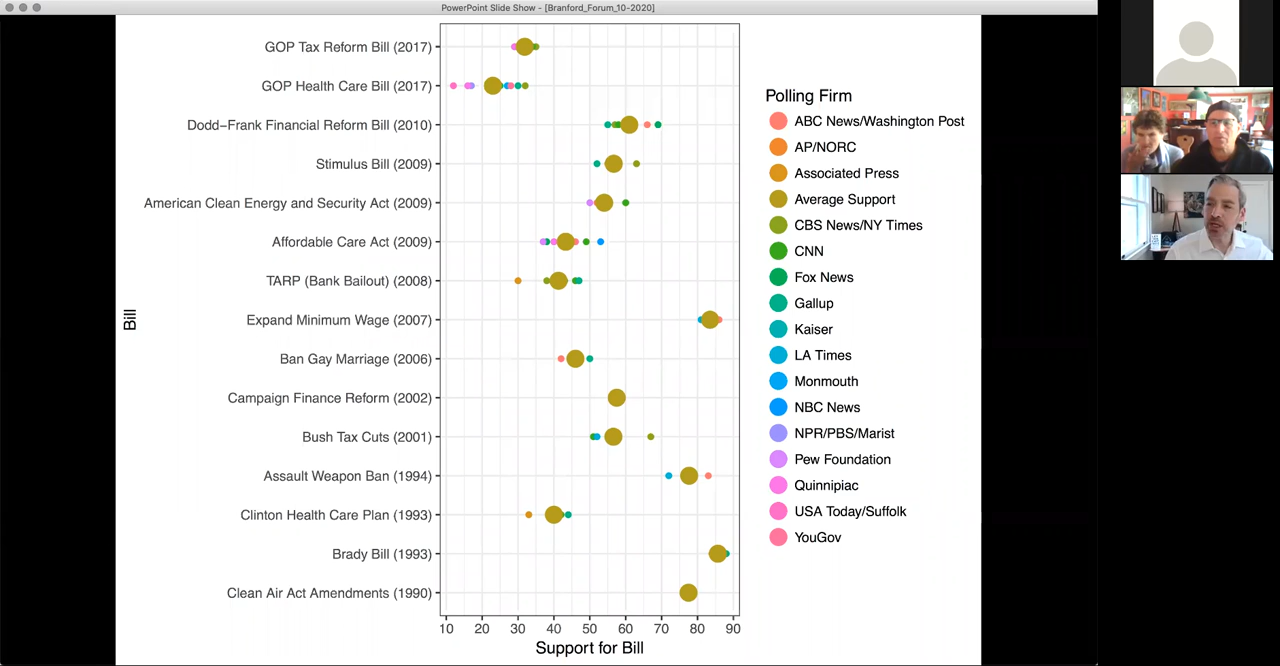 PowerPoint Slide Show - [Branford_Forum_10-2020]
GOP Tax Reform Bill (2017)
GOP Health Care Bill (2017)
Dodd–Frank Financial Reform Bill (2010)
Stimulus Bill (2009)
American Clean Energy and Security Act (2009)
Affordable Care Act (2009)
TARP (Bank Bailout) (2008)
Expand Minimum Wage (2007)
Ban Gay Marriage (2006)
Campaign Finance Reform (2002)
Bush Tax Cuts (2001)
Assault Weapon Ban (1994)
Clinton Health Care Plan (1993)
Brady Bill (1993)
Clean Air Act Amendments (1990)
Bill
10 20 30 40 50 60 70 80 90
Support for Bill
Polling Firm
ABC News/Washington Post
AP/NORC
Associated Press
Average Support
CBS News/NY Times
CNN
Fox News
Gallup
Kaiser
LA Times
Monmouth
NBC News
NPR/PBS/Marist
Pew Foundation
Quinnipiac
USA Today/Suffolk
YouGov